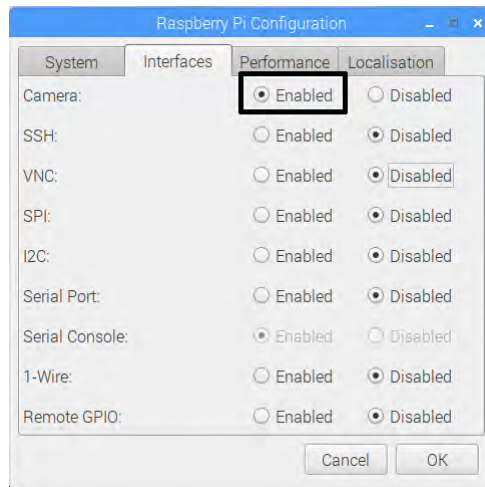 Raspberry Pi Configuration
System Interfaces Performance Localisation
Camera: Enabled Disabled
SSH: Enabled Disabled
VNC: Enabled Disabled
SPI: Enabled Disabled
I2C: Enabled Disabled
Serial Port: Enabled Disabled
Serial Console: Enabled Disabled
1-Wire: Enabled Disabled
Remote GPIO: Enabled Disabled
Cancel OK